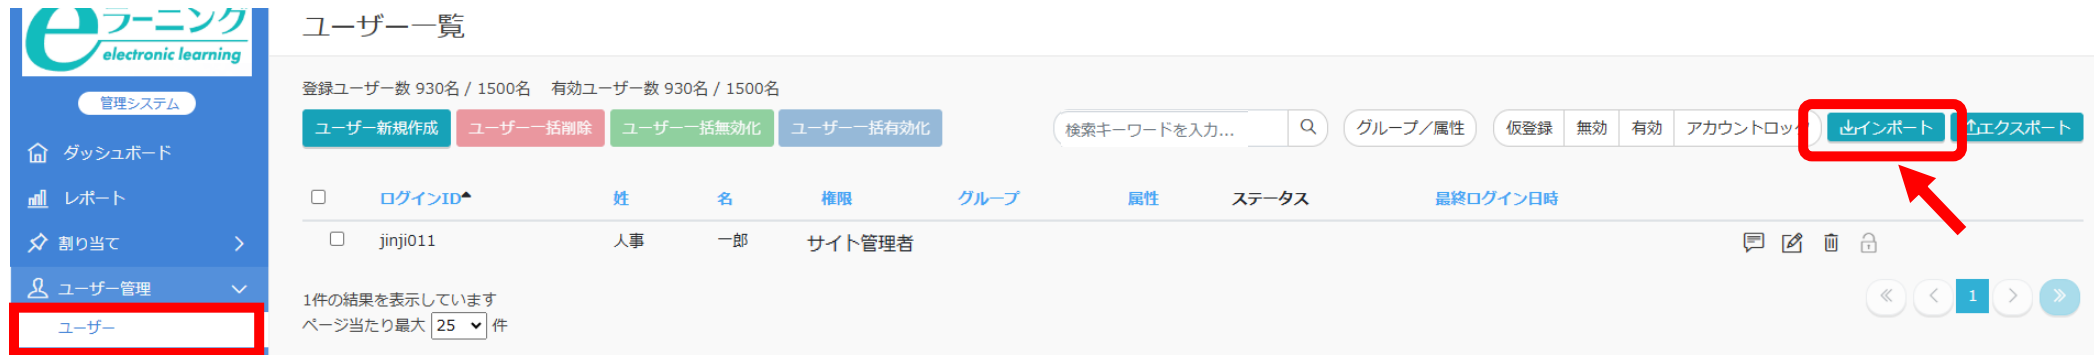 eラーニング
electronic learning
管理システム
ダッシュボード
レポート
割り当て
ユーザー管理
ユーザー
ユーザー一覧
登録ユーザー数 930名 / 1500名 有効ユーザー数 930名 / 1500名
ユーザー新規作成 ユーザー一括削除 ユーザー一括無効化 ユーザー一括有効化 検索キーワードを入力... グループ／属性 仮登録 無効 有効 アカウントロック インポート エクスポート
ログインID 姓 名 権限 グループ 属性 ステータス 最終ログイン日時
jinji011 人事 一郎 サイト管理者
1件の結果を表示しています
ページ当たり最大 25 件
« < 1 > »